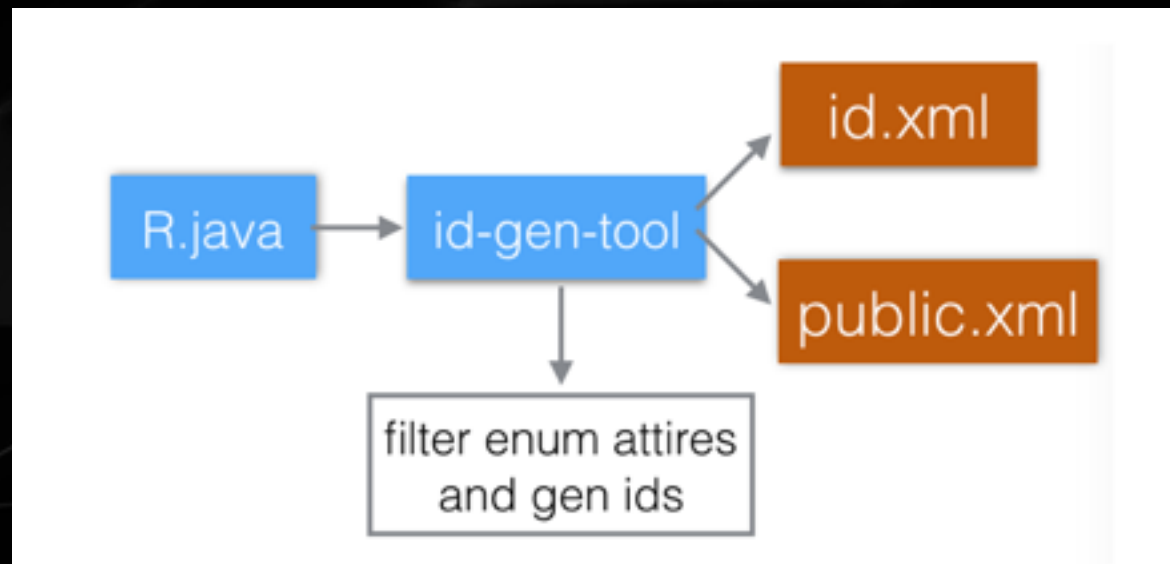 id.xml
R.java
id-gen-tool
public.xml
filter enum attires
and gen ids